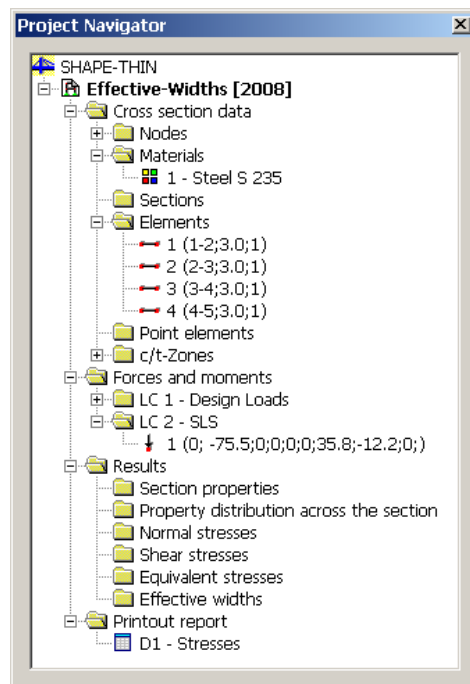 Project Navigator
SHAPE-THIN
Effective-Widths [2008]
Cross section data
Nodes
Materials
1 - Steel S 235
Sections
Elements
1 (1-2;3.0;1)
2 (2-3;3.0;1)
3 (3-4;3.0;1)
4 (4-5;3.0;1)
Point elements
c/t-Zones
Forces and moments
LC 1 - Design Loads
LC 2 - SLS
1 (0; -75.5;0;0;0;0;35.8;-12.2;0;)
Results
Section properties
Property distribution across the section
Normal stresses
Shear stresses
Equivalent stresses
Effective widths
Printout report
D1 - Stresses